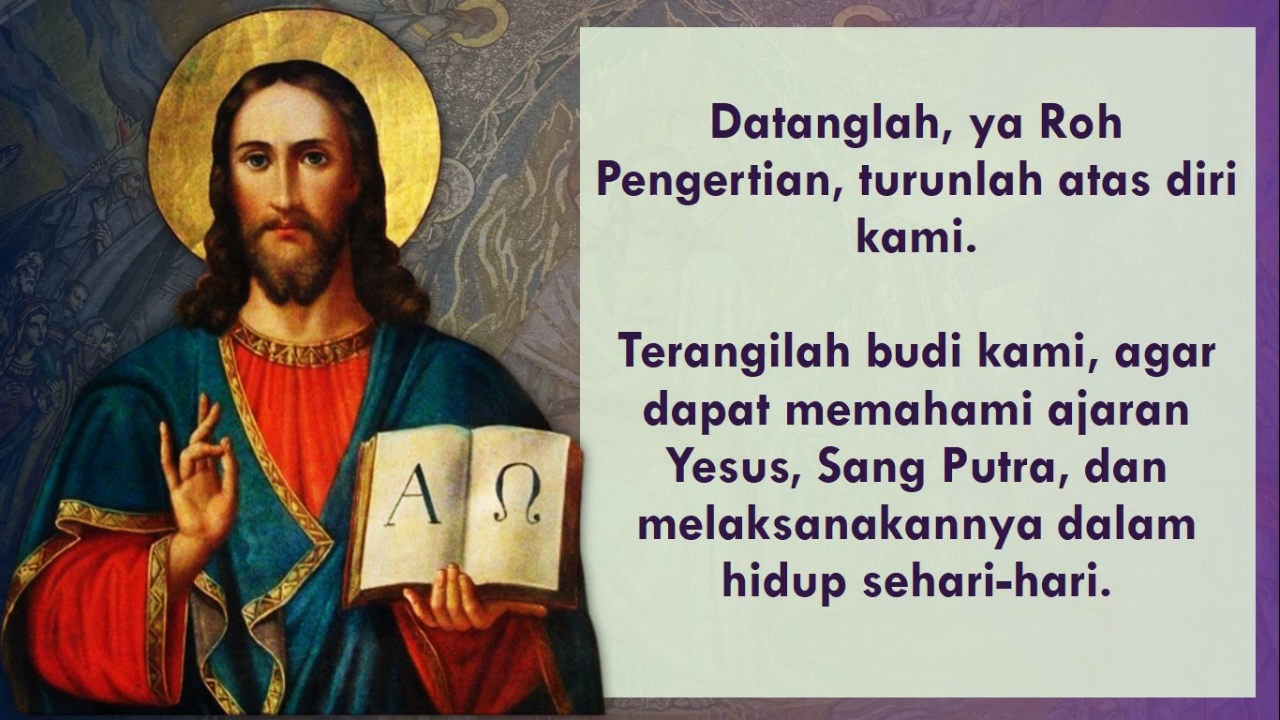 Datanglah, ya Roh
Pengertian, turunlah atas diri
kami.
Terangilah budi kami, agar
dapat memahami ajaran
Yesus, Sang Putra, dan
melaksanakannya dalam
hidup sehari-hari.
Α Ω